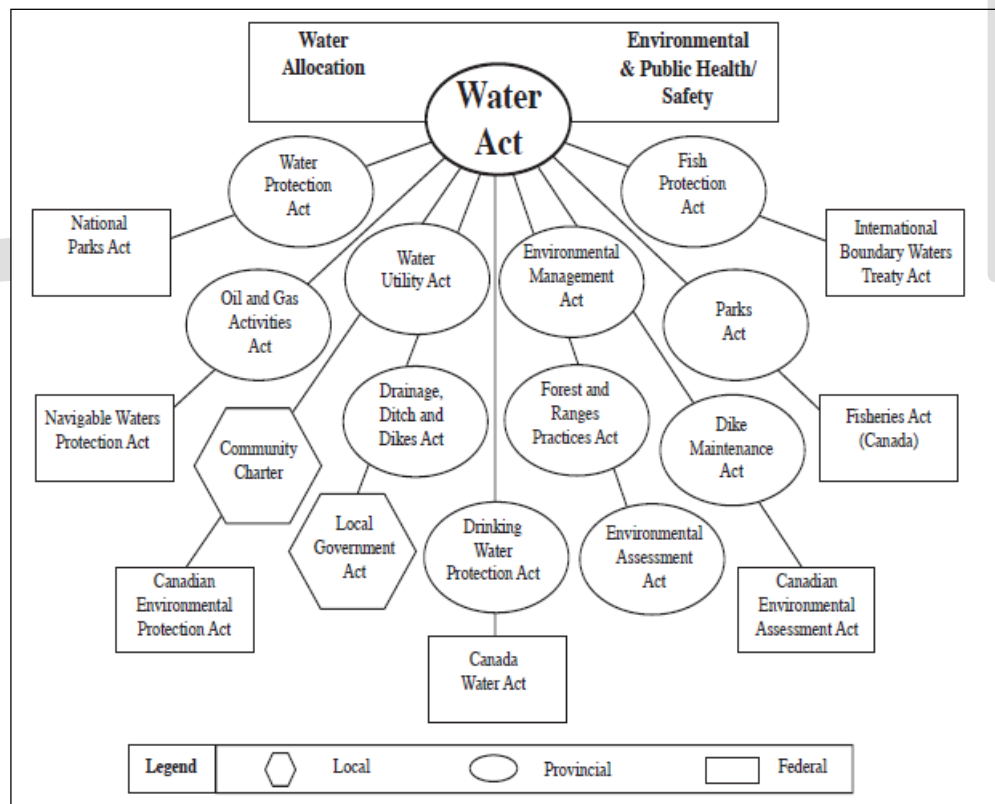 Water
Allocation
Environmental
& Public Health/
Safety
Water
Act
Water
Protection
Act
Fish
Protection
Act
National
Parks Act
International
Boundary Waters
Treaty Act
Water
Utility Act
Environmental
Management
Act
Oil and Gas
Activities
Act
Parks
Act
Navigable Waters
Protection Act
Drainage,
Ditch and
Dikes Act
Forest and
Ranges
Practices Act
Fisheries Act
(Canada)
Community
Charter
Dike
Maintenance
Act
Local
Government
Act
Drinking
Water
Protection Act
Environmental
Assessment
Act
Canadian
Environmental
Protection Act
Canadian
Environmental
Assessment Act
Canada
Water Act
Legend
Local
Provincial
Federal